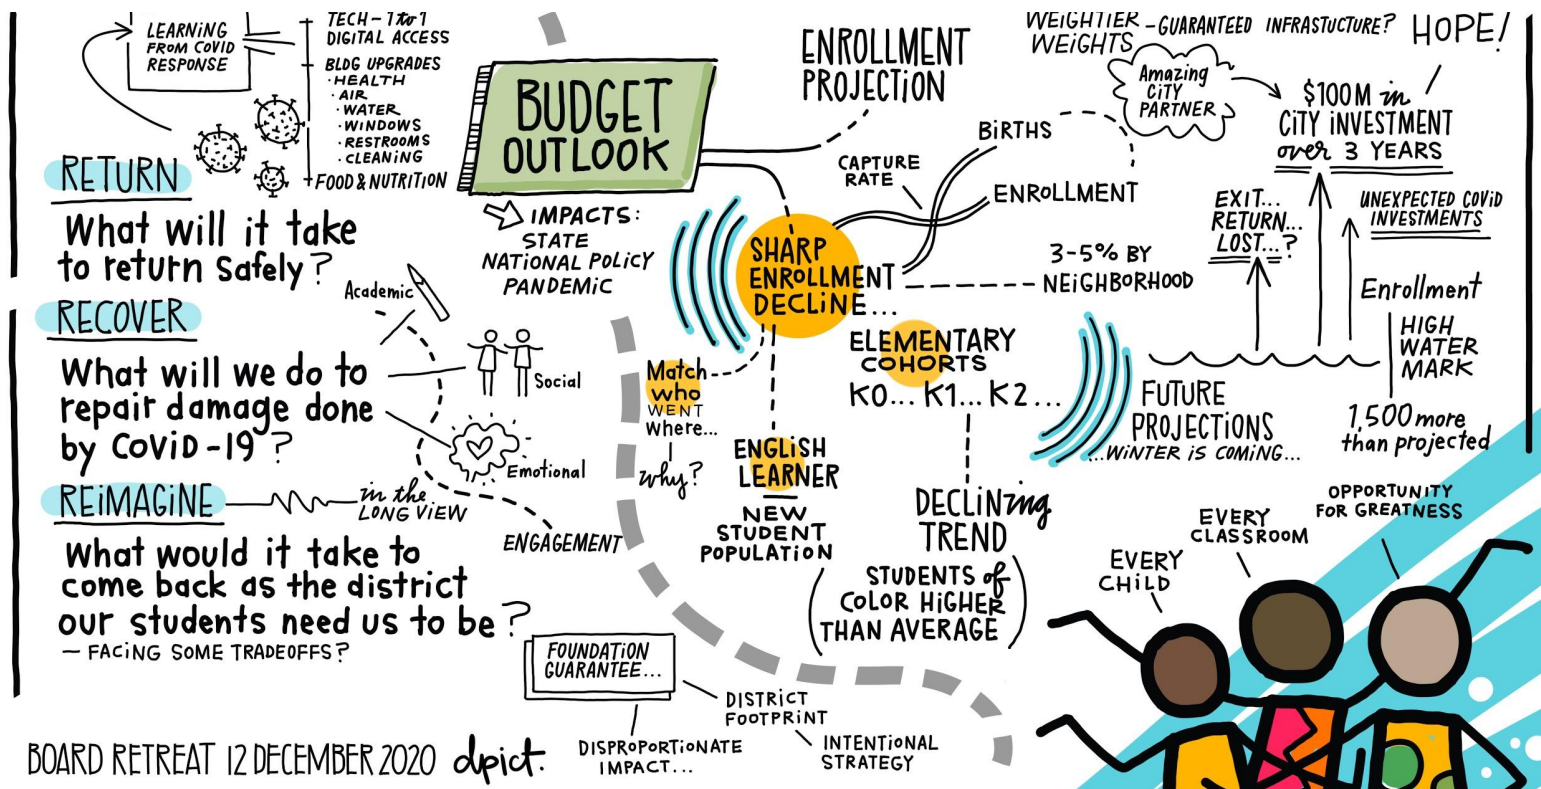 LEARNING
FROM COVID
RESPONSE
TECH - 1 to 1
DIGITAL ACCESS
BLDG UPGRADES
· HEALTH
· AIR
· WATER
· WINDOWS
· RESTROOMS
· CLEANING
FOOD & NUTRITION
RETURN
What will it take
to return safely?
RECOVER
What will we do to
repair damage done
by COVID-19?
Academic
Social
Emotional
ENGAGEMENT
REIMAGINE
in the
LONG VIEW
What would it take to
come back as the district
our students need us to be?
- FACING SOME TRADEOFFS?
BOARD RETREAT 12 DECEMBER 2020 dpict.
BUDGET
OUTLOOK
IMPACTS:
STATE
NATIONAL POLICY
PANDEMIC
ENROLLMENT
PROJECTION
SHARP
ENROLLMENT
DECLINE...
CAPTURE
RATE
BIRTHS
ENROLLMENT
3-5% BY
NEIGHBORHOOD
Match
who
WENT
Where...
why?
ENGLISH
LEARNER
NEW
STUDENT
POPULATION
ELEMENTARY
COHORTS
K0... K1... K2...
DECLINING
TREND
(STUDENTS of
COLOR HIGHER
THAN AVERAGE)
FOUNDATION
GUARANTEE...
DISPROPORTIONATE
IMPACT...
DISTRICT
FOOTPRINT
INTENTIONAL
STRATEGY
WEIGHTIER
WEIGHTS
- GUARANTEED INFRASTUCTURE?
HOPE!
Amazing
CITY
PARTNER
$100M in
CITY INVESTMENT
over 3 YEARS
EXIT...
RETURN...
LOST...?
UNEXPECTED COVID
INVESTMENTS
Enrollment
HIGH
WATER
MARK
1,500 more
than projected
FUTURE
PROJECTIONS
...WINTER IS COMING...
EVERY
CHILD
EVERY
CLASSROOM
OPPORTUNITY
FOR GREATNESS